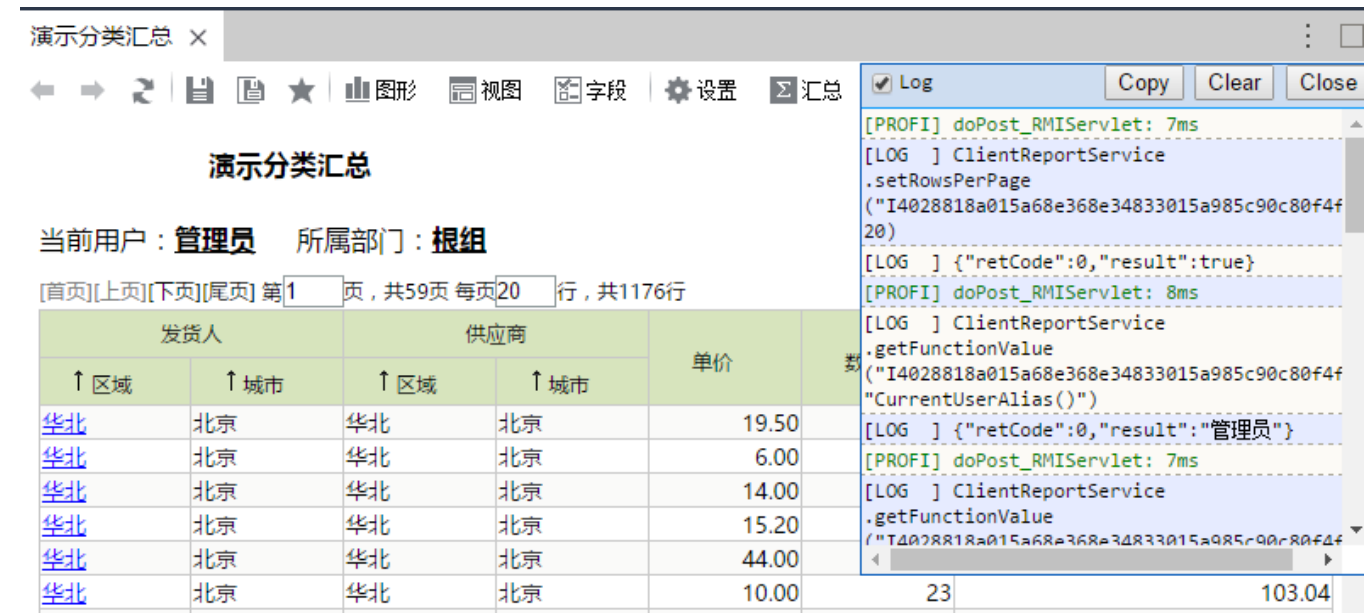 演示分类汇总 ×
图形 视图 字段 设置 汇总
演示分类汇总
当前用户：管理员 所属部门：根组
[首页][上页][下页][尾页] 第1 页，共59页 每页20 行，共1176行
发货人 供应商 单价 数
↑区域 ↑城市 ↑区域 ↑城市
华北 北京 华北 北京 19.50
华北 北京 华北 北京 6.00
华北 北京 华北 北京 14.00
华北 北京 华北 北京 15.20
华北 北京 华北 北京 44.00
华北 北京 华北 北京 10.00 23 103.04
Log Copy Clear Close
[PROFI] doPost_RMIServlet: 7ms
[LOG ] ClientReportService
.setRowsPerPage
("I4028818a015a68e368e34833015a985c90c80f4f
20)
[LOG ] {"retCode":0,"result":true}
[PROFI] doPost_RMIServlet: 8ms
[LOG ] ClientReportService
.getFunctionValue
("I4028818a015a68e368e34833015a985c90c80f4f
"CurrentUserAlias()")
[LOG ] {"retCode":0,"result":"管理员"}
[PROFI] doPost_RMIServlet: 7ms
[LOG ] ClientReportService
.getFunctionValue
("I4028818a015a68e368e34833015a985c90c80f4f